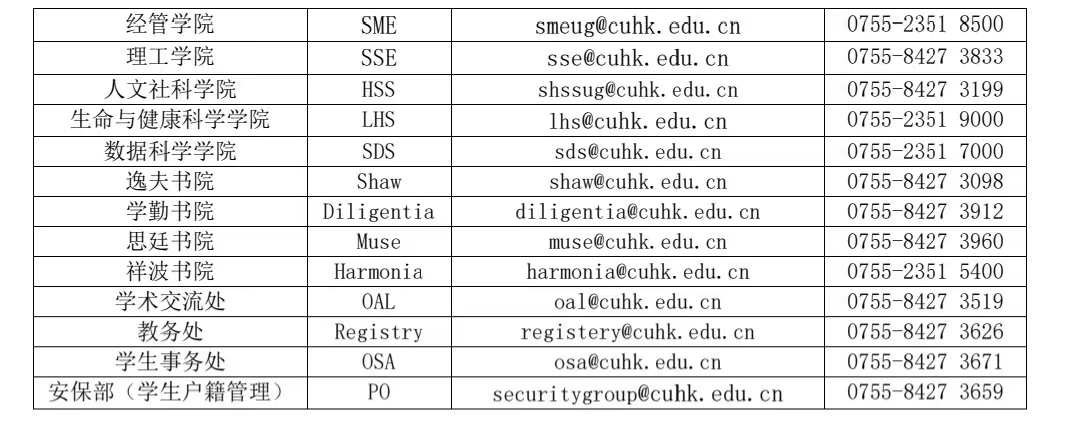 经管学院 SME smeug@cuhk.edu.cn 0755-2351 8500
理工学院 SSE sse@cuhk.edu.cn 0755-8427 3833
人文社科学院 HSS shssug@cuhk.edu.cn 0755-8427 3199
生命与健康科学学院 LHS lhs@cuhk.edu.cn 0755-2351 9000
数据科学学院 SDS sds@cuhk.edu.cn 0755-2351 7000
逸夫书院 Shaw shaw@cuhk.edu.cn 0755-8427 3098
学勤书院 Diligentia diligentia@cuhk.edu.cn 0755-8427 3912
思廷书院 Muse muse@cuhk.edu.cn 0755-8427 3960
祥波书院 Harmonia harmonia@cuhk.edu.cn 0755-2351 5400
学术交流处 OAL oal@cuhk.edu.cn 0755-8427 3519
教务处 Registry registery@cuhk.edu.cn 0755-8427 3626
学生事务处 OSA osa@cuhk.edu.cn 0755-8427 3671
安保部（学生户籍管理） PO securitygroup@cuhk.edu.cn 0755-8427 3659